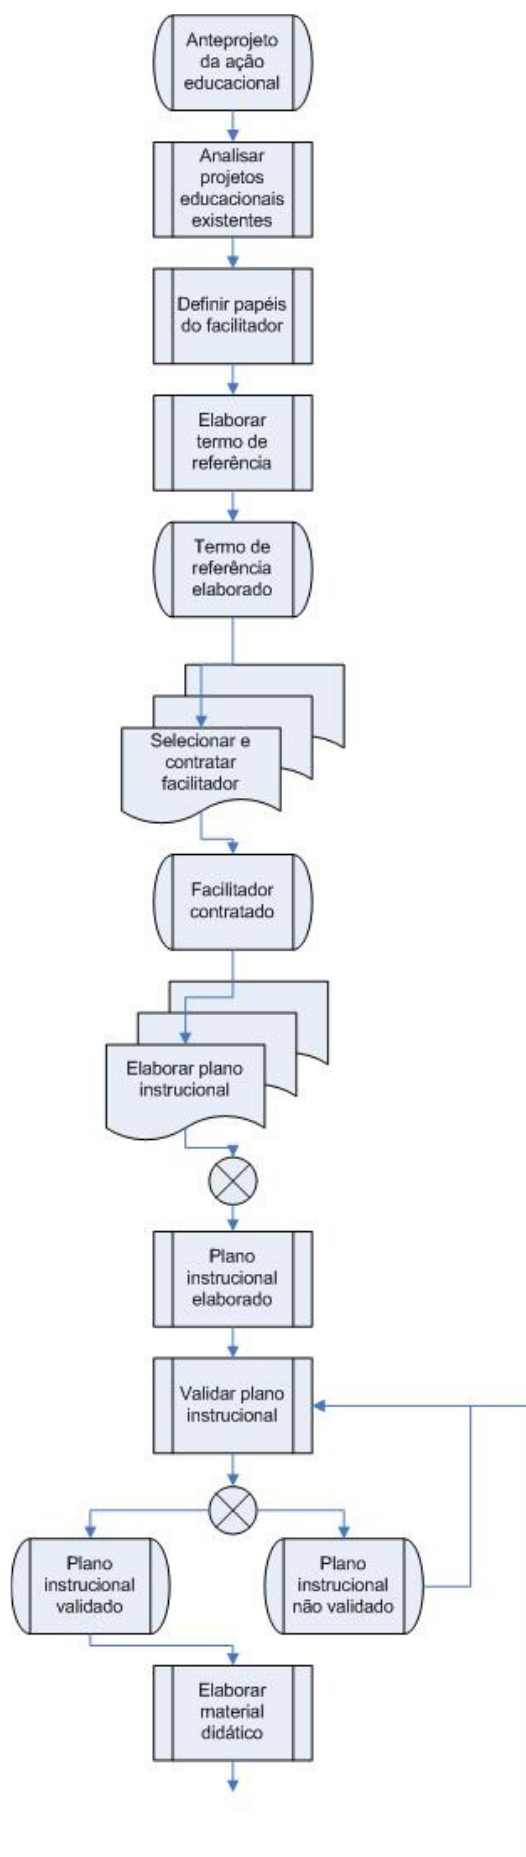 Anteprojeto
da ação
educacional
Analisar
projetos
educacionais
existentes
Definir papéis
do facilitador
Elaborar
termo de
referência
Termo de
referência
elaborado
Selecionar e
contratar
facilitador
Facilitador
contratado
Elaborar plano
instrucional
Plano
instrucional
elaborado
Validar plano
instrucional
Plano
instrucional
validado
Plano
instrucional
não validado
Elaborar
material
didático